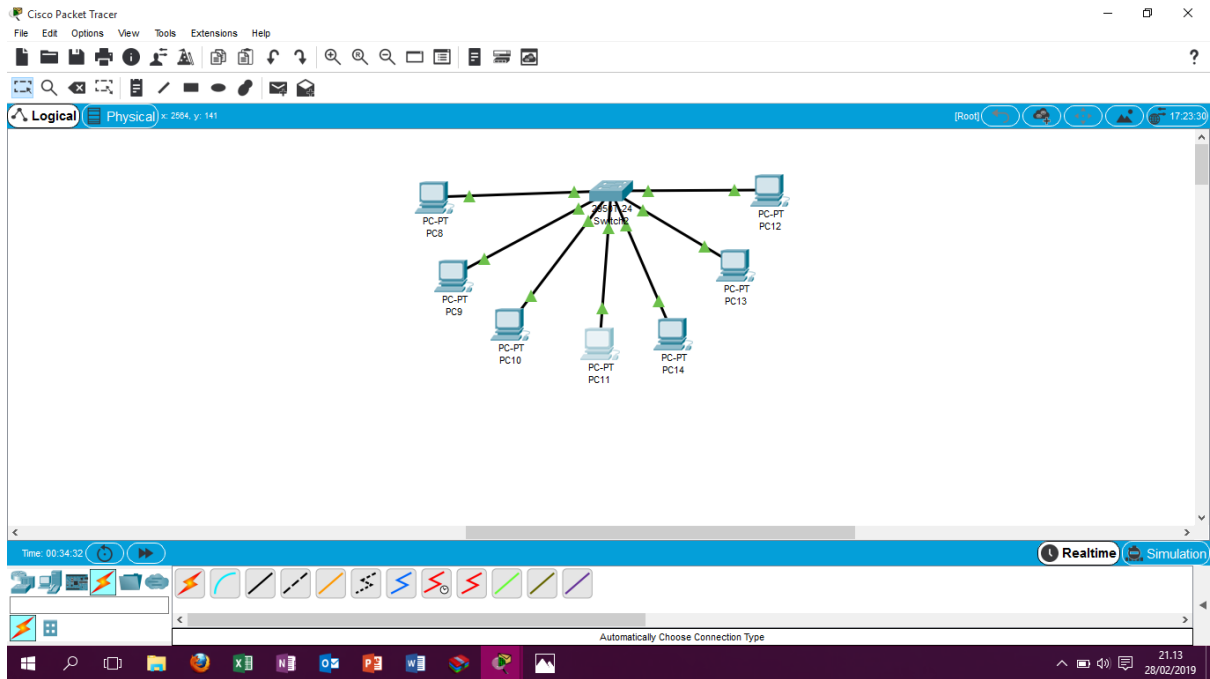 Cisco Packet Tracer
File Edit Options View Tools Extensions Help
?
Logical Physical x: 2564, y: 141 [Root] 17:23:30
PC-PT
PC8
2950T-24
Switch2
PC-PT
PC12
PC-PT
PC9
PC-PT
PC13
PC-PT
PC10
PC-PT
PC11
PC-PT
PC14
Time: 00:34:32 Realtime Simulation
Automatically Choose Connection Type
21.13
28/02/2019